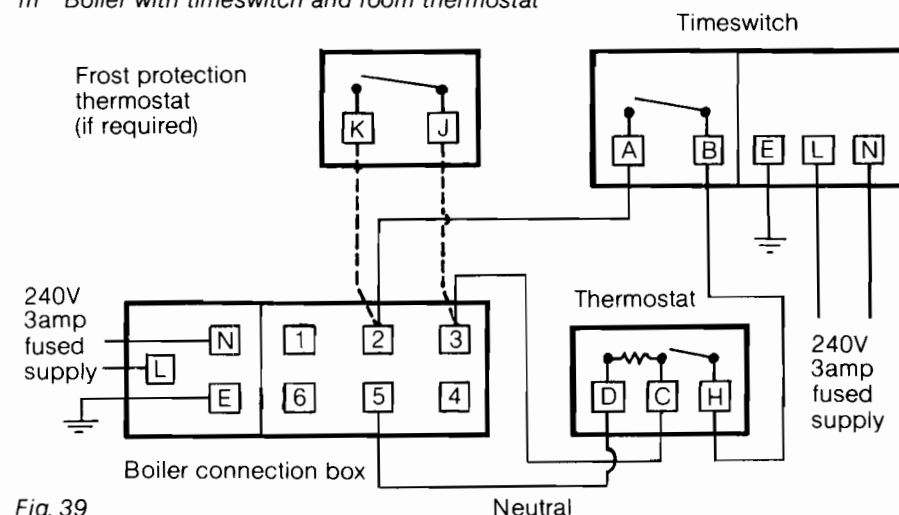 m Boiler with timeswitch and room thermostat
Timeswitch
Frost protection
thermostat
(if required)
K J
A B E L N
240V
3amp
fused
supply
N 1 2 3
L
E 6 5 4
Boiler connection box
Thermostat
D C H
240V
3amp
fused
supply
Neutral
Fig. 39